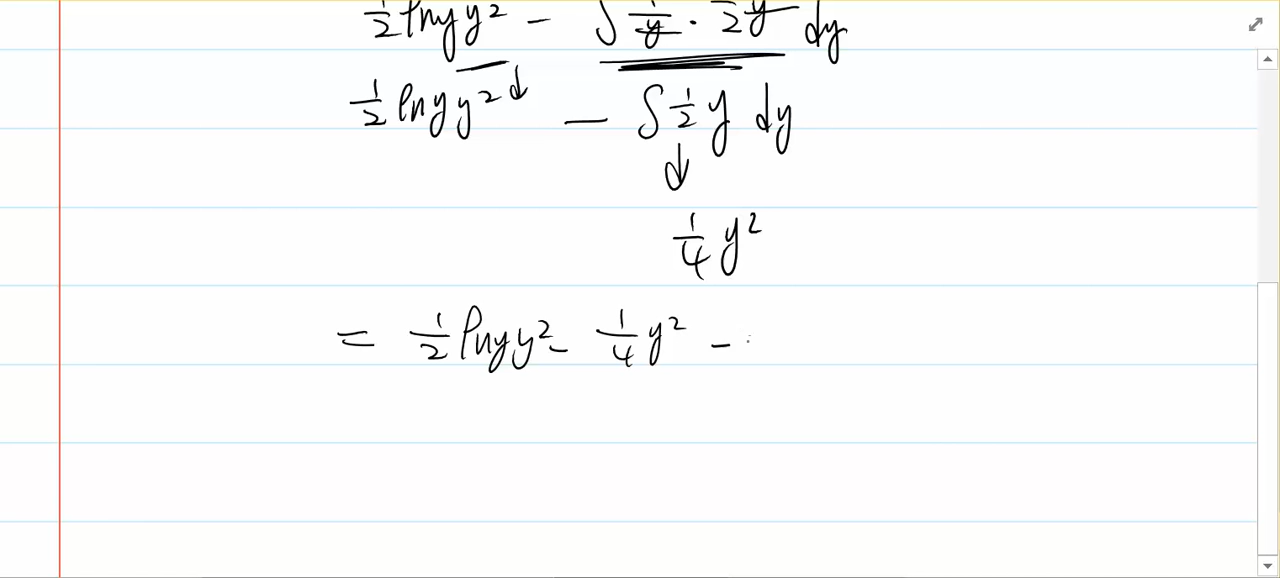 ½ lny y² − ∫ 1/y · ½ y² dy
½ lny y² − ∫ ½ y dy
¼ y²
= ½ lny y² − ¼ y² −